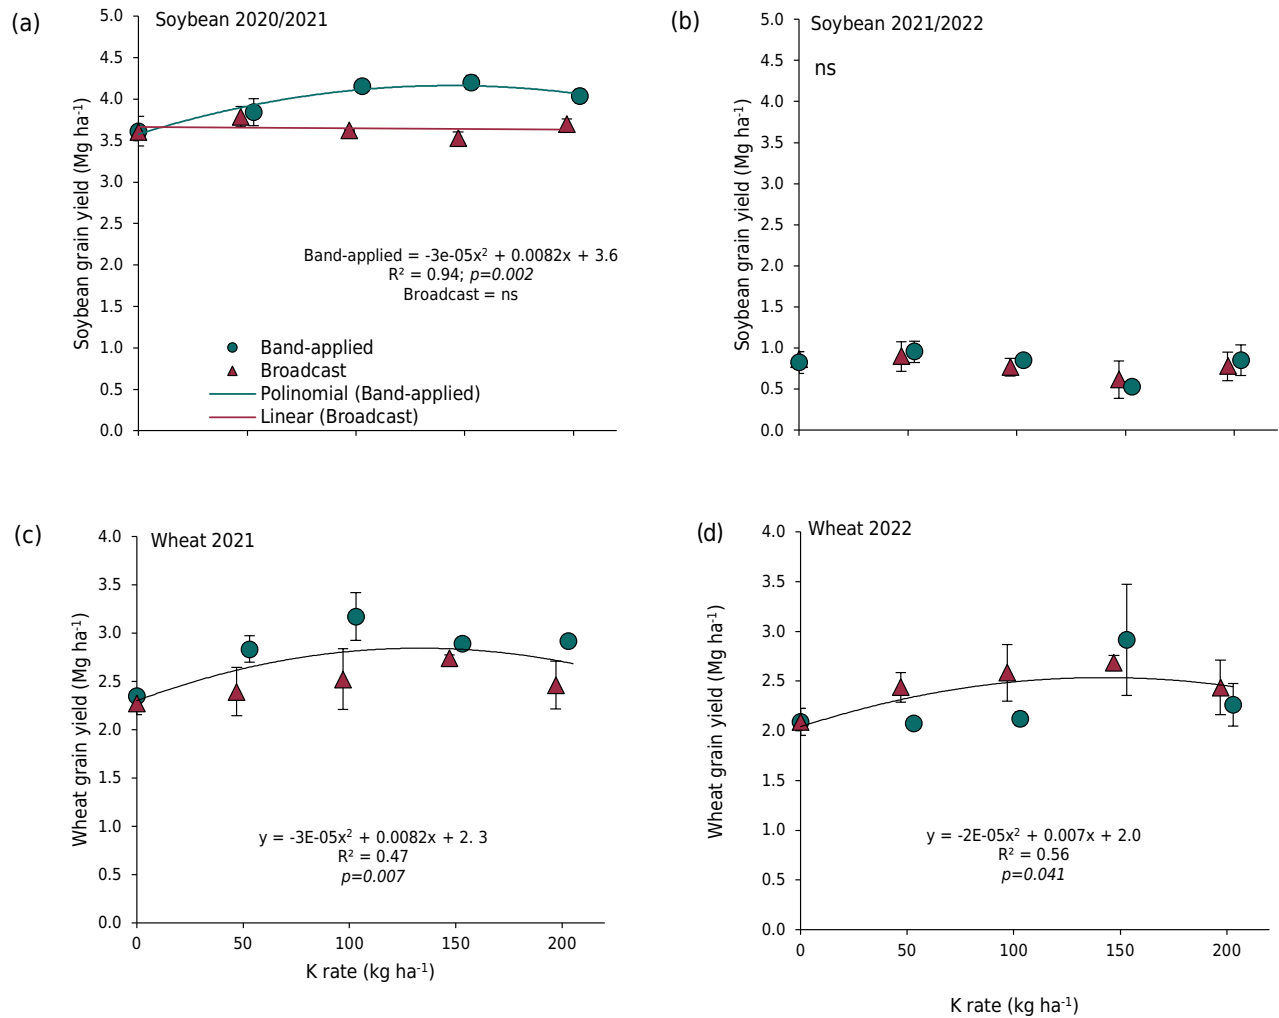 (a)
Soybean 2020/2021
Soybean grain yield (Mg ha-1)
5.0
4.5
4.0
3.5
3.0
2.5
2.0
1.5
1.0
0.5
0.0
Band-applied = -3e-05x2 + 0.0082x + 3.6
R² = 0.94; p=0.002
Broadcast = ns
Band-applied
Broadcast
Polinomial (Band-applied)
Linear (Broadcast)
(b)
Soybean 2021/2022
ns
Soybean grain yield (Mg ha-1)
5.0
4.5
4.0
3.5
3.0
2.5
2.0
1.5
1.0
0.5
0.0
(c)
Wheat 2021
Wheat grain yield (Mg ha-1)
4.0
3.5
3.0
2.5
2.0
1.5
1.0
0.5
0.0
y = -3E-05x2 + 0.0082x + 2. 3
R² = 0.47
p=0.007
0 50 100 150 200
K rate (kg ha-1)
(d)
Wheat 2022
Wheat grain yield (Mg ha-1)
4.0
3.5
3.0
2.5
2.0
1.5
1.0
0.5
0.0
y = -2E-05x2 + 0.007x + 2.0
R² = 0.56
p=0.041
0 50 100 150 200
K rate (kg ha-1)